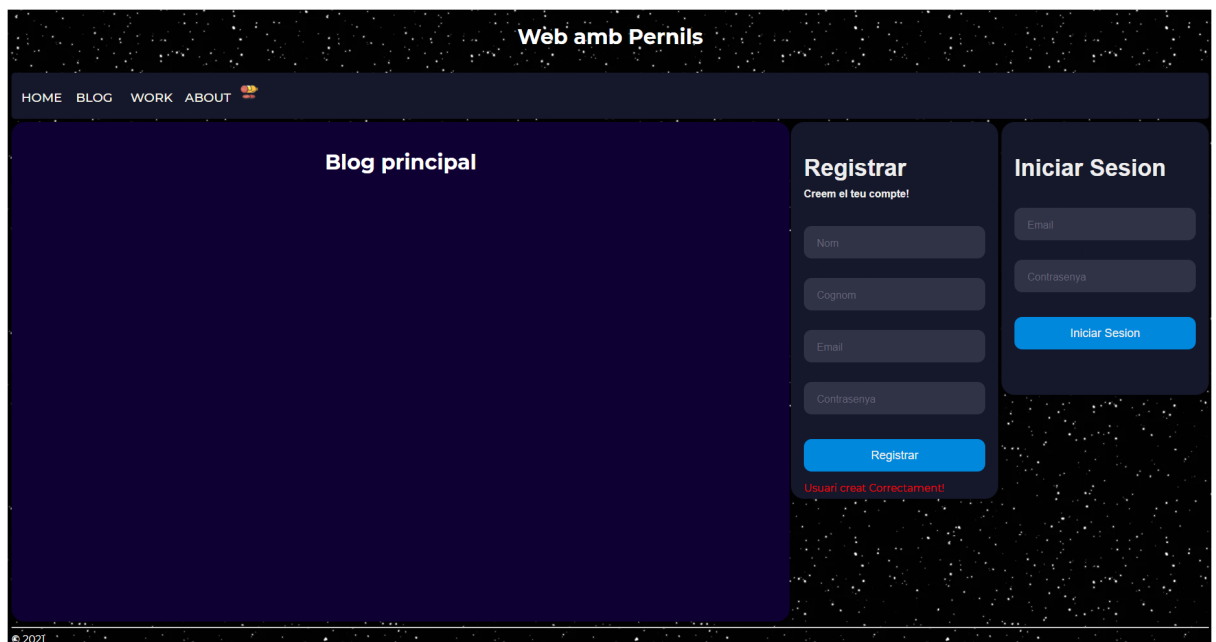 Web amb Pernils
HOME BLOG WORK ABOUT
Blog principal
Registrar
Creem el teu compte!
Nom
Cognom
Email
Contrasenya
Registrar
Usuari creat Correctament!
Iniciar Sesion
Email
Contrasenya
Iniciar Sesion
© 2021